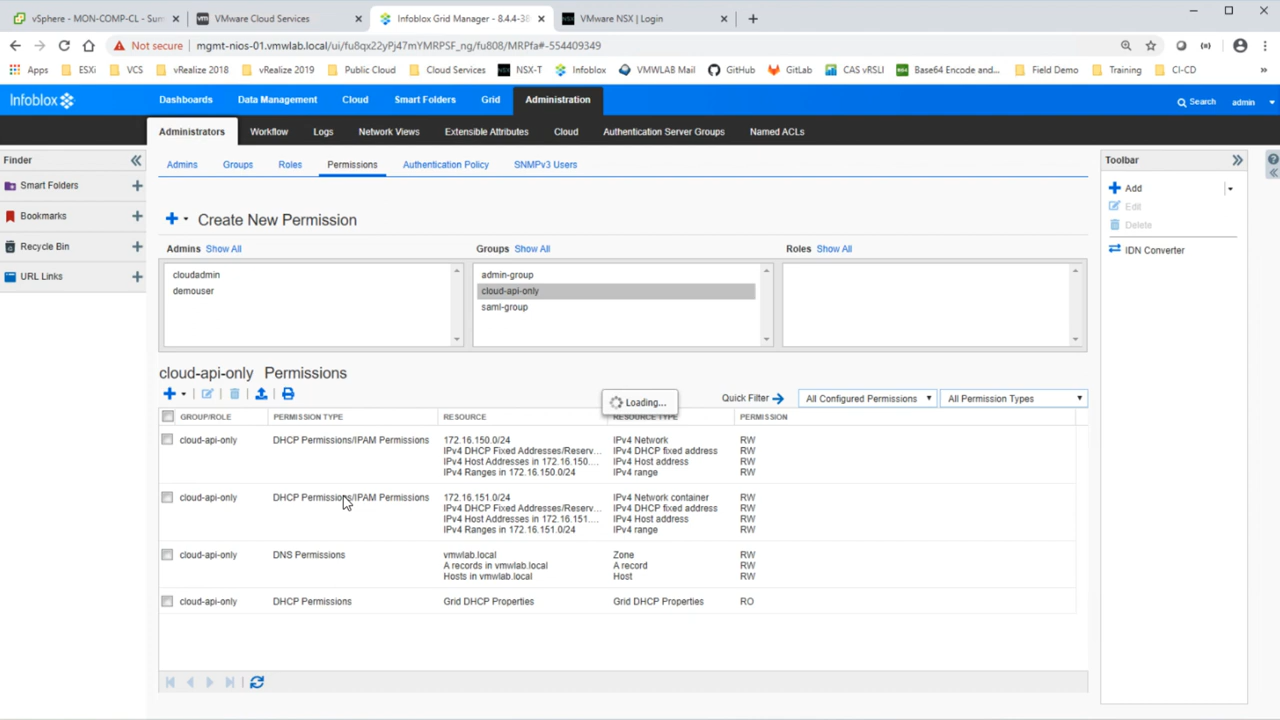 vSphere - MON-COMP-CL - Sum
VMware Cloud Services
Infoblox Grid Manager - 8.4.4-38
VMware NSX | Login
Not secure
mgmt-nios-01.vmwlab.local/ui/fu8qx22yPj47mYMRPSF_ng/fu808/MRPfa#-554409349
Apps
ESXi
VCS
vRealize 2018
vRealize 2019
Public Cloud
Cloud Services
NSX-T
Infoblox
VMWLAB Mail
GitHub
GitLab
CAS vRSLI
Base64 Encode and...
Field Demo
Training
CI-CD
Infoblox
Dashboards
Data Management
Cloud
Smart Folders
Grid
Administration
Search
admin
Administrators
Workflow
Logs
Network Views
Extensible Attributes
Cloud
Authentication Server Groups
Named ACLs
Finder
Smart Folders
Bookmarks
Recycle Bin
URL Links
Admins
Groups
Roles
Permissions
Authentication Policy
SNMPv3 Users
Create New Permission
Admins Show All
cloudadmin
demouser
Groups Show All
admin-group
cloud-api-only
saml-group
Roles Show All
cloud-api-only Permissions
Loading...
Quick Filter
All Configured Permissions
All Permission Types
GROUP/ROLE PERMISSION TYPE RESOURCE RESOURCE TYPE PERMISSION
cloud-api-only DHCP Permissions/IPAM Permissions 172.16.150.0/24 IPv4 Network RW
IPv4 DHCP Fixed Addresses/Reserv... IPv4 DHCP fixed address RW
IPv4 Host Addresses in 172.16.150.... IPv4 Host address RW
IPv4 Ranges in 172.16.150.0/24 IPv4 range RW
cloud-api-only DHCP Permissions/IPAM Permissions 172.16.151.0/24 IPv4 Network container RW
IPv4 DHCP Fixed Addresses/Reserv... IPv4 DHCP fixed address RW
IPv4 Host Addresses in 172.16.151.... IPv4 Host address RW
IPv4 Ranges in 172.16.151.0/24 IPv4 range RW
cloud-api-only DNS Permissions vmwlab.local Zone RW
A records in vmwlab.local A record RW
Hosts in vmwlab.local Host RW
cloud-api-only DHCP Permissions Grid DHCP Properties Grid DHCP Properties RO
Toolbar
Add
Edit
Delete
IDN Converter